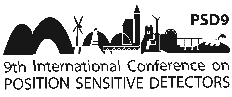 PSD9
9th International Conference on
POSITION SENSITIVE DETECTORS